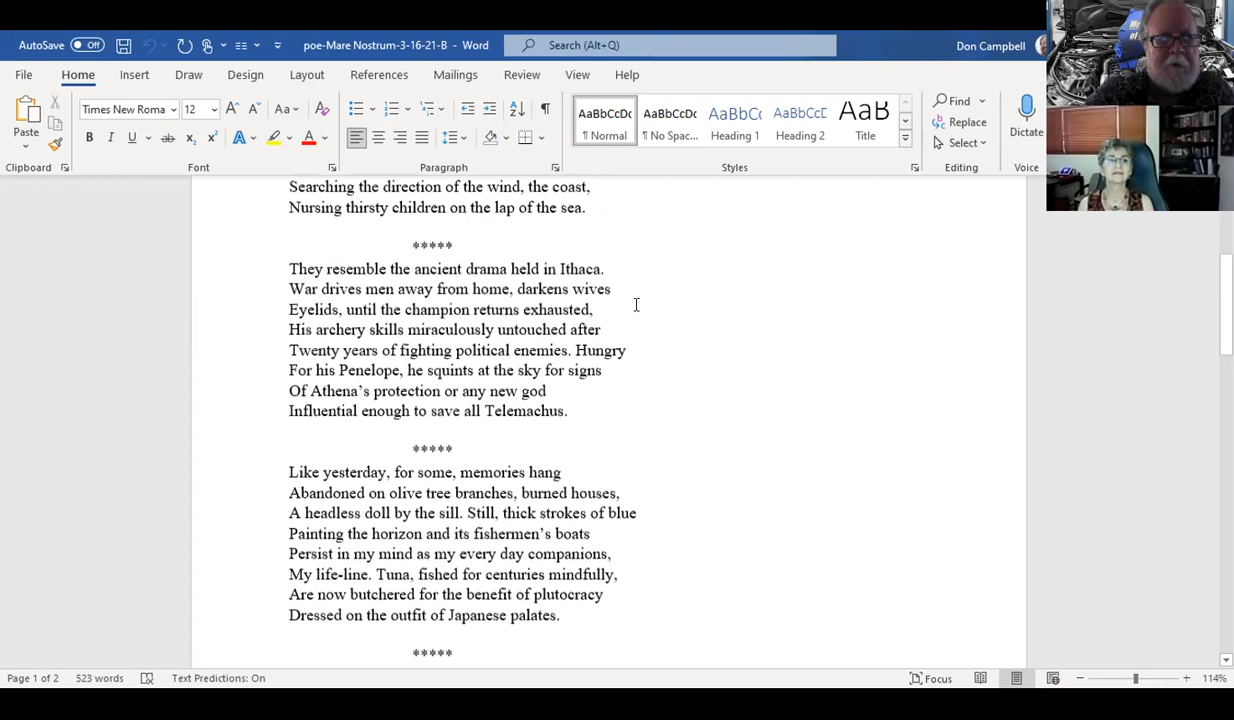 AutoSave Off
poe-Mare Nostrum-3-16-21-B - Word
Search (Alt+Q)
Don Campbell
File Home Insert Draw Design Layout References Mailings Review View Help
Paste
Times New Roma 12
Aa
B I U ab x₂ x² A A
AaBbCcDc AaBbCcDc AaBbCc AaBbCcD AaB
¶ Normal ¶ No Spac... Heading 1 Heading 2 Title
Find
Replace
Select
Dictate
Clipboard Font Paragraph Styles Editing Voice
Searching the direction of the wind, the coast,
Nursing thirsty children on the lap of the sea.
*****
They resemble the ancient drama held in Ithaca.
War drives men away from home, darkens wives
Eyelids, until the champion returns exhausted,
His archery skills miraculously untouched after
Twenty years of fighting political enemies. Hungry
For his Penelope, he squints at the sky for signs
Of Athena’s protection or any new god
Influential enough to save all Telemachus.
*****
Like yesterday, for some, memories hang
Abandoned on olive tree branches, burned houses,
A headless doll by the sill. Still, thick strokes of blue
Painting the horizon and its fishermen’s boats
Persist in my mind as my every day companions,
My life-line. Tuna, fished for centuries mindfully,
Are now butchered for the benefit of plutocracy
Dressed on the outfit of Japanese palates.
*****
Page 1 of 2 523 words Text Predictions: On Focus 114%